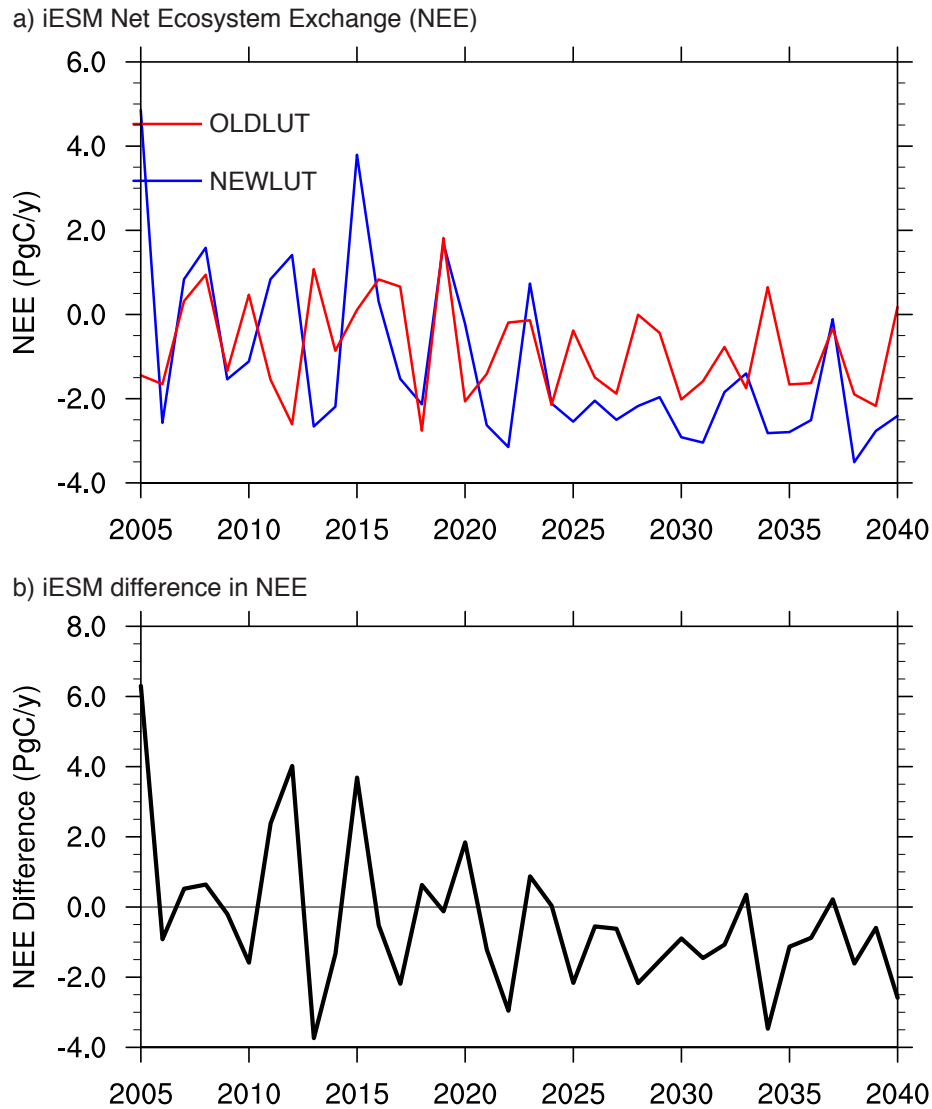 a) iESM Net Ecosystem Exchange (NEE)
6.0
4.0
2.0
0.0
-2.0
-4.0
NEE (PgC/y)
OLDLUT
NEWLUT
2005 2010 2015 2020 2025 2030 2035 2040
b) iESM difference in NEE
8.0
6.0
4.0
2.0
0.0
-2.0
-4.0
NEE Difference (PgC/y)
2005 2010 2015 2020 2025 2030 2035 2040